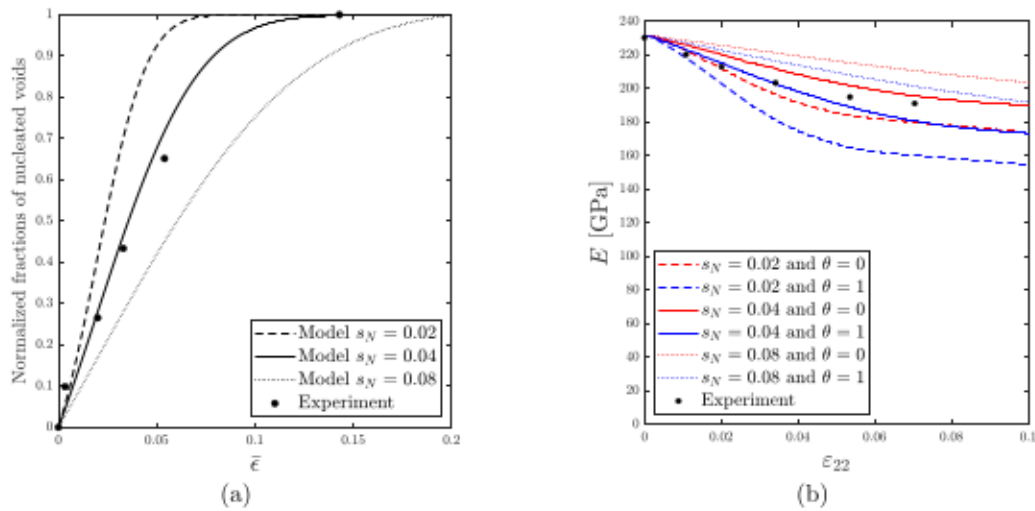 Normalized fractions of nucleated voids
1
0.9
0.8
0.7
0.6
0.5
0.4
0.3
0.2
0.1
0
0
0.05
0.1
0.15
0.2
ϵ̄
Model s_N = 0.02
Model s_N = 0.04
Model s_N = 0.08
Experiment
(a)
E [GPa]
240
220
200
180
160
140
120
100
80
60
40
20
0
0
0.02
0.04
0.06
0.08
0.1
ε₂₂
s_N = 0.02 and θ = 0
s_N = 0.02 and θ = 1
s_N = 0.04 and θ = 0
s_N = 0.04 and θ = 1
s_N = 0.08 and θ = 0
s_N = 0.08 and θ = 1
Experiment
(b)